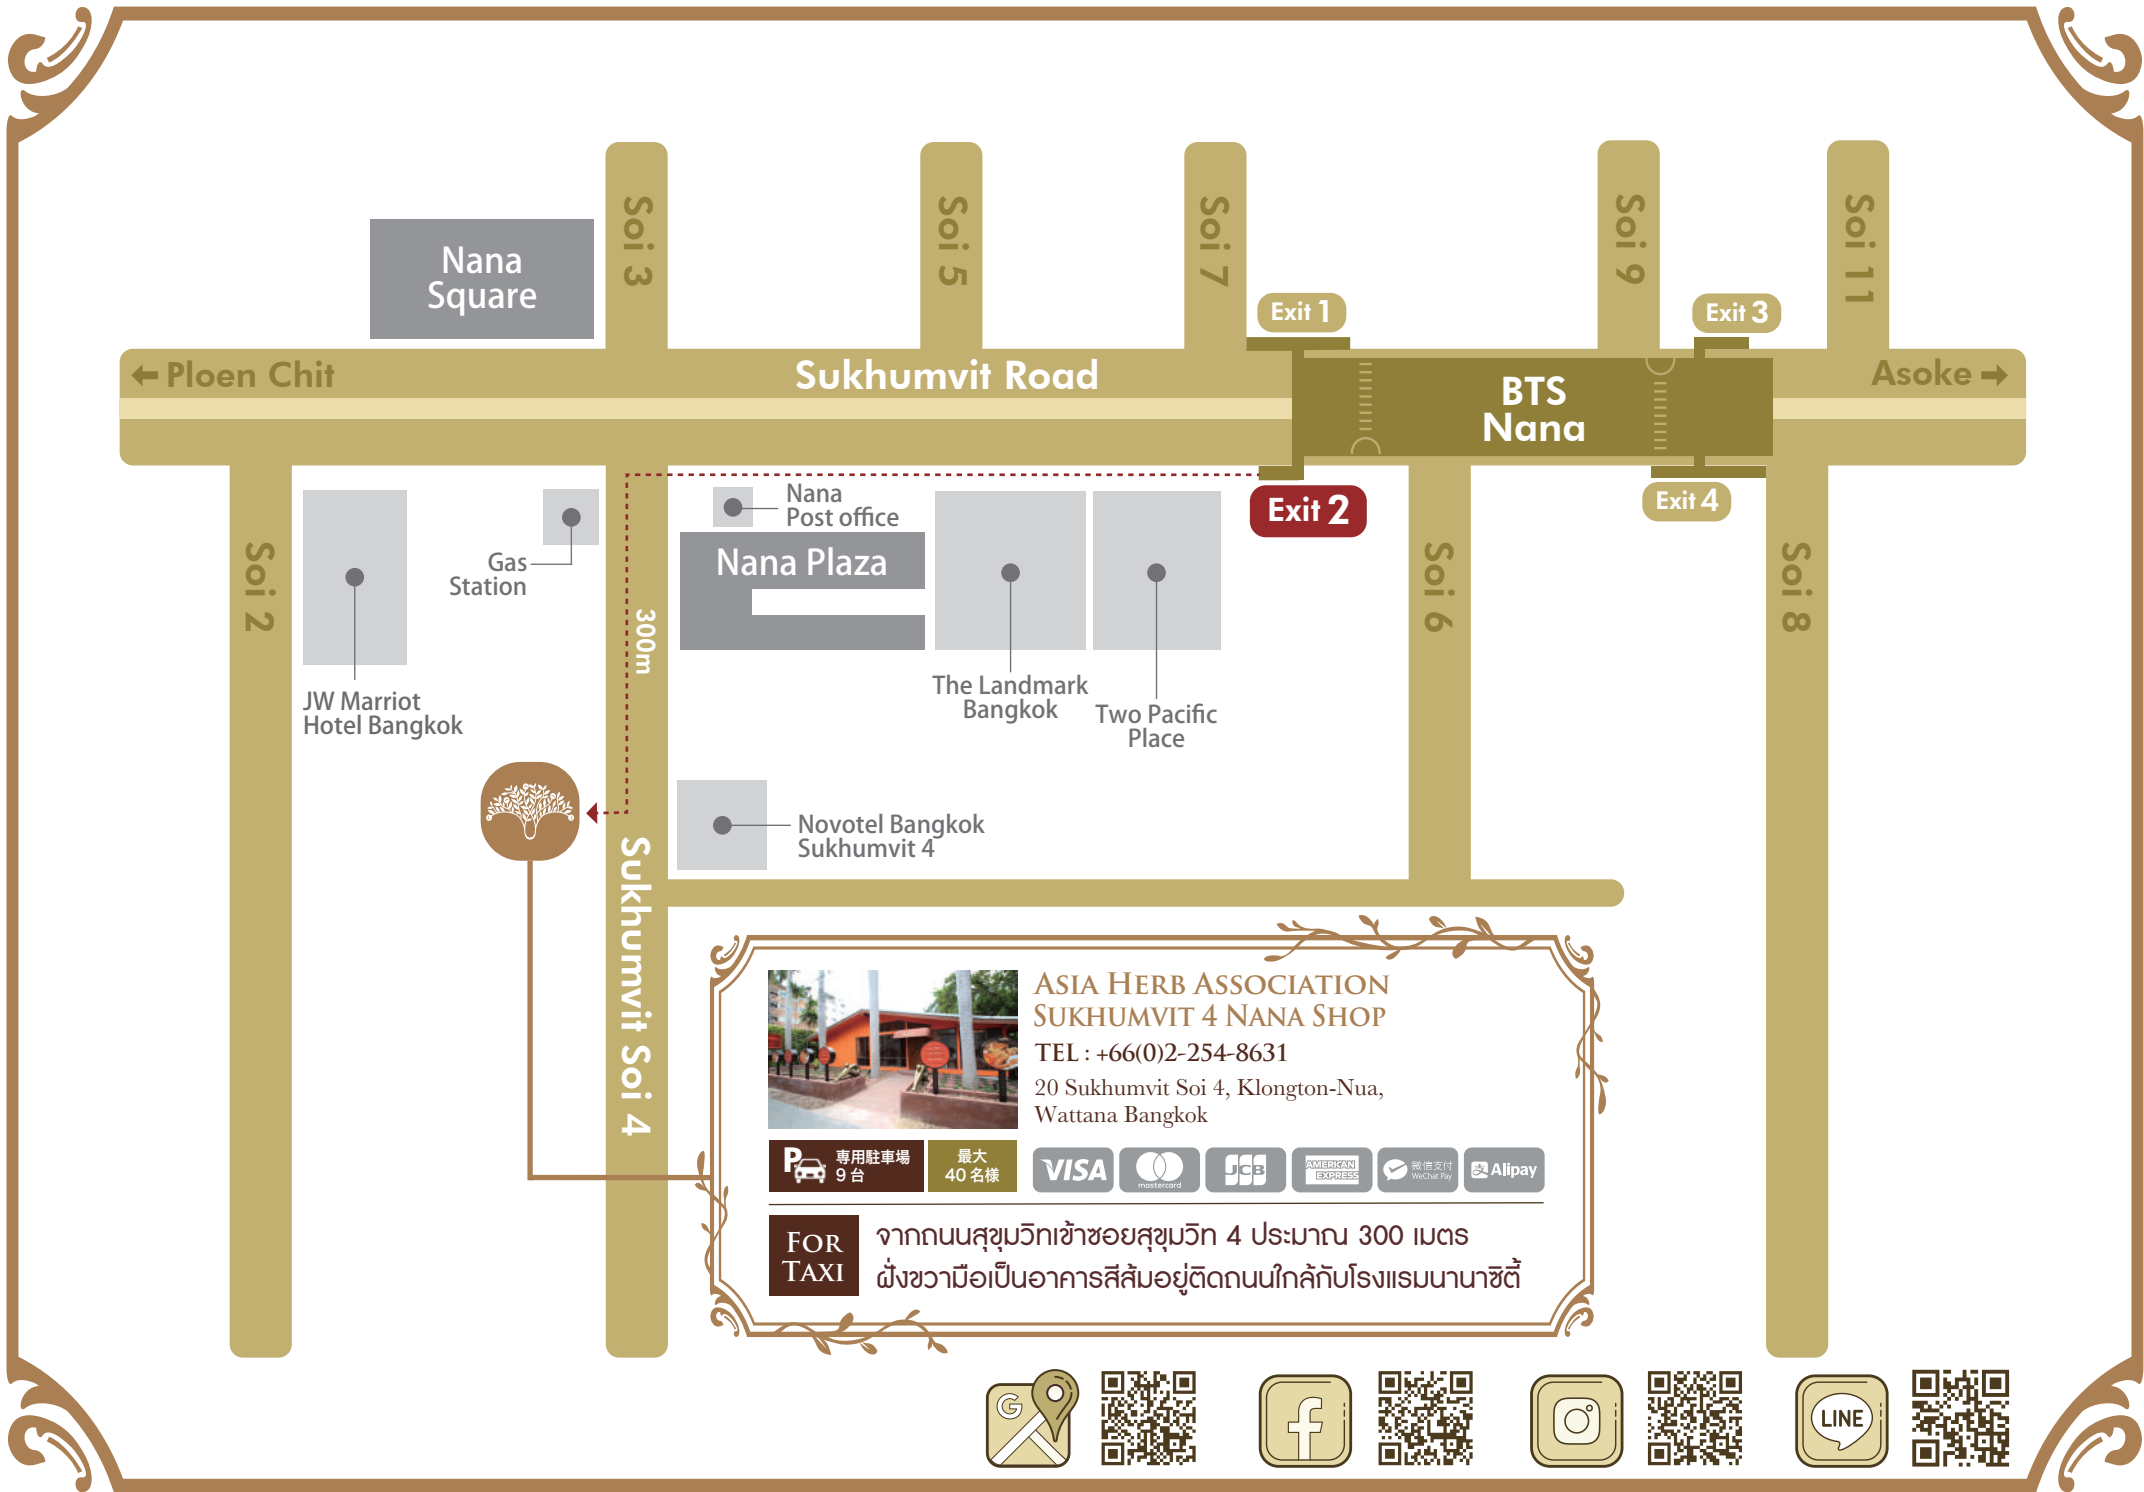 Nana
Square
Soi 3
Soi 5
Soi 7
Soi 9
Soi 11
Exit 1
Exit 3
Ploen Chit
Sukhumvit Road
BTS
Nana
Asoke
Exit 2
Exit 4
Nana
Post office
Nana Plaza
Gas
Station
Soi 2
300m
Soi 6
Soi 8
JW Marriot
Hotel Bangkok
The Landmark
Bangkok
Two Pacific
Place
Novotel Bangkok
Sukhumvit 4
Sukhumvit Soi 4
ASIA HERB ASSOCIATION
SUKHUMVIT 4 NANA SHOP
TEL : +66(0)2-254-8631
20 Sukhumvit Soi 4, Klongton-Nua,
Wattana Bangkok
P 専用駐車場
9 台
最大
40 名様
VISA
mastercard
JCB
AMERICAN
EXPRESS
微信支付
WeChat Pay
支 Alipay
FOR
TAXI
จากถนนสุขุมวิทเข้าซอยสุขุมวิท 4 ประมาณ 300 เมตร
ฝั่งขวามือเป็นอาคารสีส้มอยู่ติดถนนใกล้กับโรงแรมนานาซิตี้
G
f
LINE